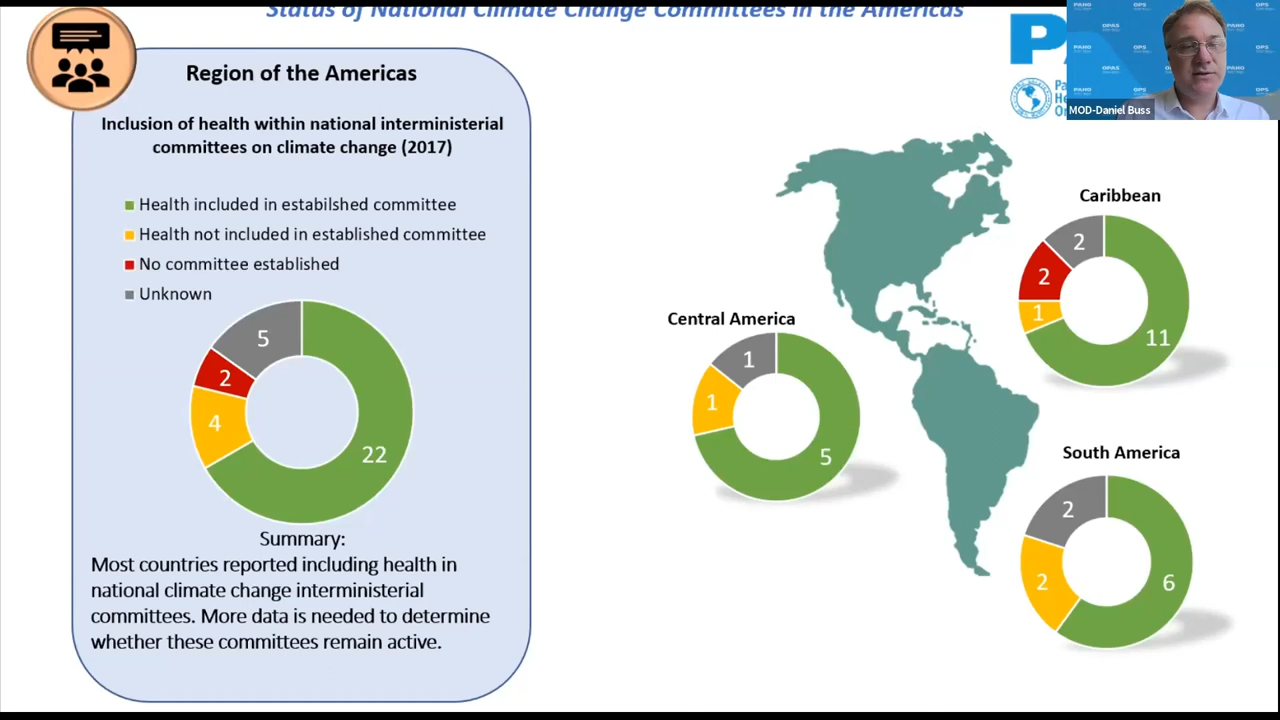 Status of National Climate Change Committees in the Americas
Region of the Americas
Inclusion of health within national interministerial
committees on climate change (2017)
Health included in estabilshed committee
Health not included in established committee
No committee established
Unknown
5
2
4
22
Summary:
Most countries reported including health in
national climate change interministerial
committees. More data is needed to determine
whether these committees remain active.
Central America
1
1
5
Caribbean
2
2
1
11
South America
2
2
6
PAHO
OPS
OPAS
MOD-Daniel Buss